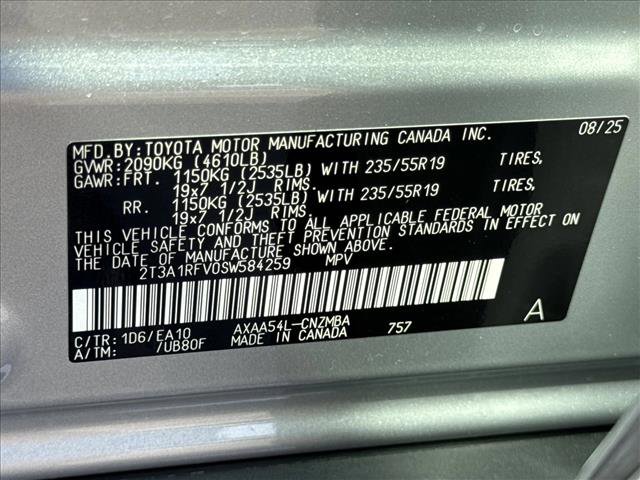 MFD. BY: TOYOTA MOTOR MANUFACTURING CANADA INC. 08/25
GVWR: 2090KG (4610LB)
GAWR: FRT. 1150KG (2535LB) WITH 235/55R19 TIRES,
19x7 1/2J RIMS.
RR. 1150KG (2535LB) WITH 235/55R19 TIRES,
19x7 1/2J RIMS.
THIS VEHICLE CONFORMS TO ALL APPLICABLE FEDERAL MOTOR
VEHICLE SAFETY AND THEFT PREVENTION STANDARDS IN EFFECT ON
THE DATE OF MANUFACTURE SHOWN ABOVE.
2T3A1RFV0SW584259 MPV
C/TR: 1D6/EA10 AXAA54L-CNZMBA 757 A
A/TM: /UB80F MADE IN CANADA